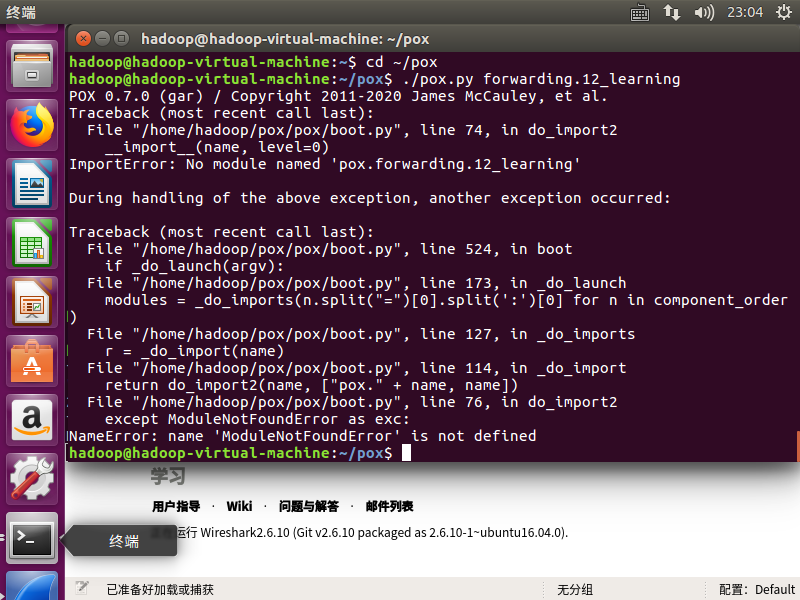 终端
23:04
hadoop@hadoop-virtual-machine: ~/pox
hadoop@hadoop-virtual-machine:~$ cd ~/pox
hadoop@hadoop-virtual-machine:~/pox$ ./pox.py forwarding.12_learning
POX 0.7.0 (gar) / Copyright 2011-2020 James McCauley, et al.
Traceback (most recent call last):
  File "/home/hadoop/pox/pox/boot.py", line 74, in do_import2
    __import__(name, level=0)
ImportError: No module named 'pox.forwarding.12_learning'
During handling of the above exception, another exception occurred:
Traceback (most recent call last):
  File "/home/hadoop/pox/pox/boot.py", line 524, in boot
    if _do_launch(argv):
  File "/home/hadoop/pox/pox/boot.py", line 173, in _do_launch
    modules = _do_imports(n.split("=")[0].split(':')[0] for n in component_order
)
  File "/home/hadoop/pox/pox/boot.py", line 127, in _do_imports
    r = _do_import(name)
  File "/home/hadoop/pox/pox/boot.py", line 114, in _do_import
    return do_import2(name, ["pox." + name, name])
  File "/home/hadoop/pox/pox/boot.py", line 76, in do_import2
    except ModuleNotFoundError as exc:
NameError: name 'ModuleNotFoundError' is not defined
hadoop@hadoop-virtual-machine:~/pox$
学习
用户指导 · Wiki · 问题与解答 · 邮件列表
运行 Wireshark2.6.10 (Git v2.6.10 packaged as 2.6.10-1~ubuntu16.04.0).
终端
已准备好加载或捕获 无分组 配置：Default